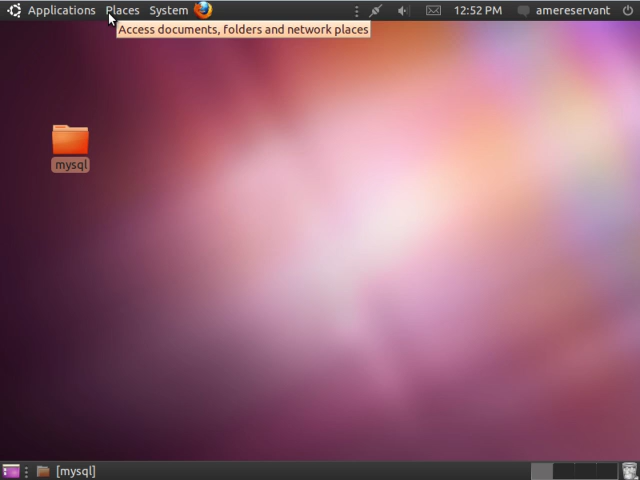 Applications Places System 12:52 PM amereservant
Access documents, folders and network places
mysql
[mysql]